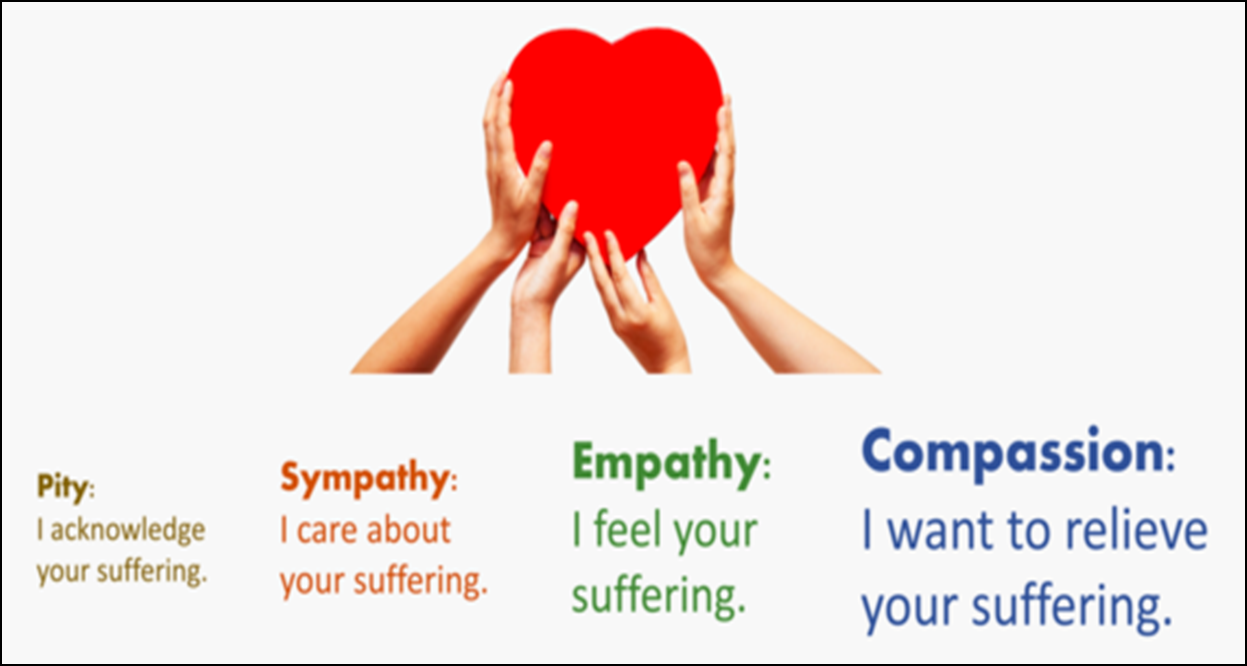 Pity:
I acknowledge
your suffering.
Sympathy:
I care about
your suffering.
Empathy:
I feel your
suffering.
Compassion:
I want to relieve
your suffering.